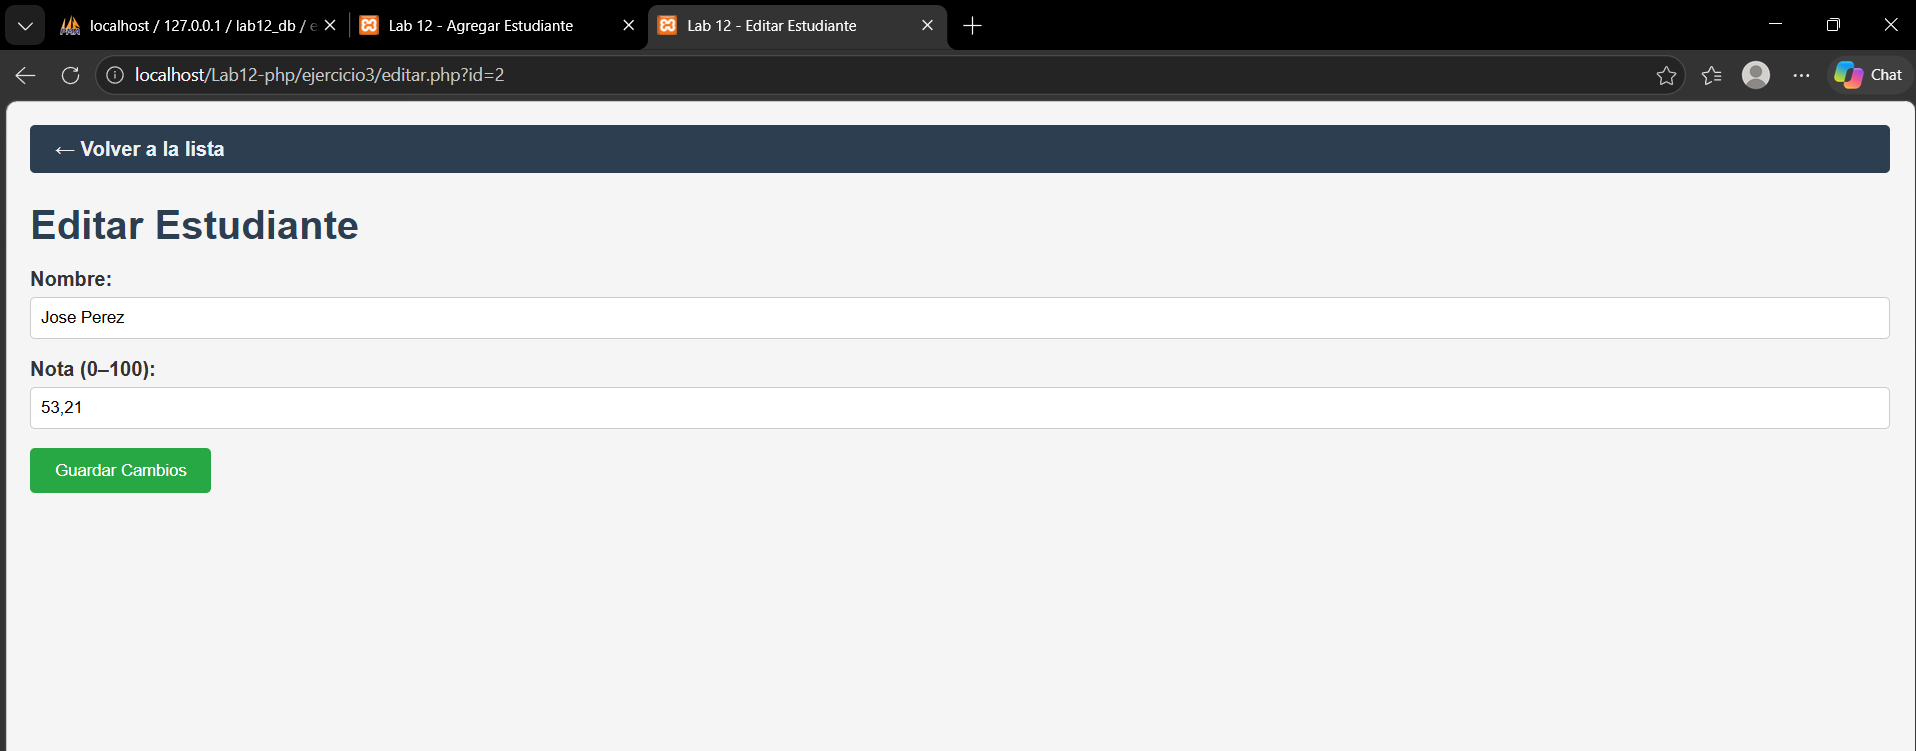 localhost / 127.0.0.1 / lab12_db / e
Lab 12 - Agregar Estudiante
Lab 12 - Editar Estudiante
localhost/Lab12-php/ejercicio3/editar.php?id=2
Chat
← Volver a la lista
Editar Estudiante
Nombre:
Jose Perez
Nota (0–100):
53,21
Guardar Cambios